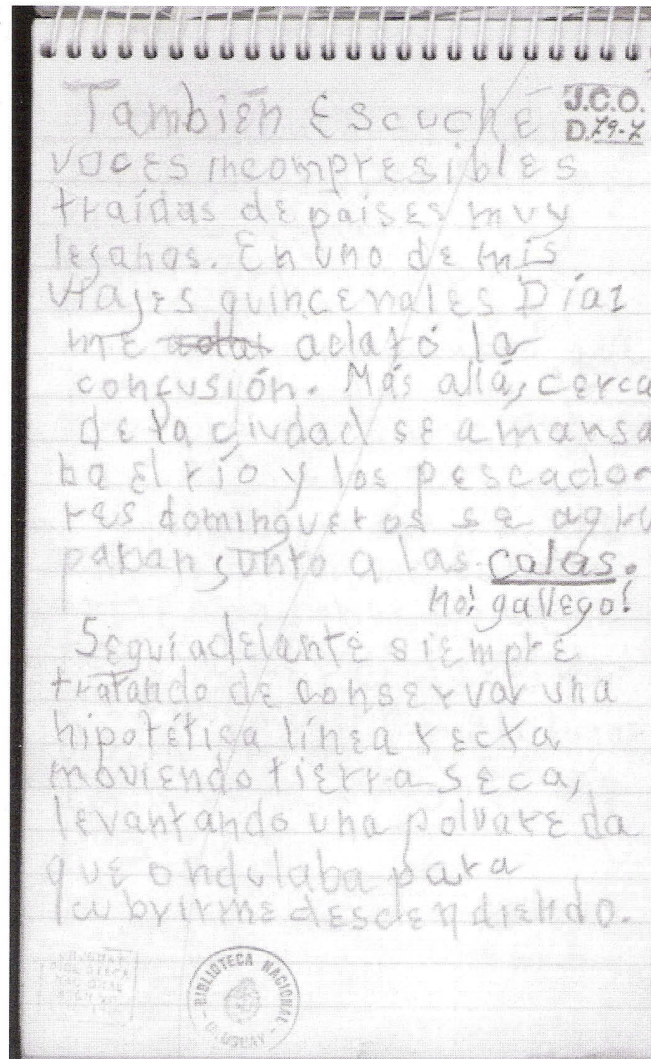 También escuché
J.C.O.
D.79-7
voces incompresibles
traídas de países muy
lejanos. En uno de mis
viajes quincenales Díaz
me aclaró la
confusión. Más allá, cerca
de la ciudad se amansa
ba el río y los pescado-
res domingueros se agru
paban junto a las calas.
no! gallego!
Seguí adelante siempre
tratando de conservar una
hipotética línea recta
moviendo tierra seca,
levantando una polvareda
que ondulaba para
cubrirme descendiendo.
BIBLIOTECA NACIONAL
URUGUAY